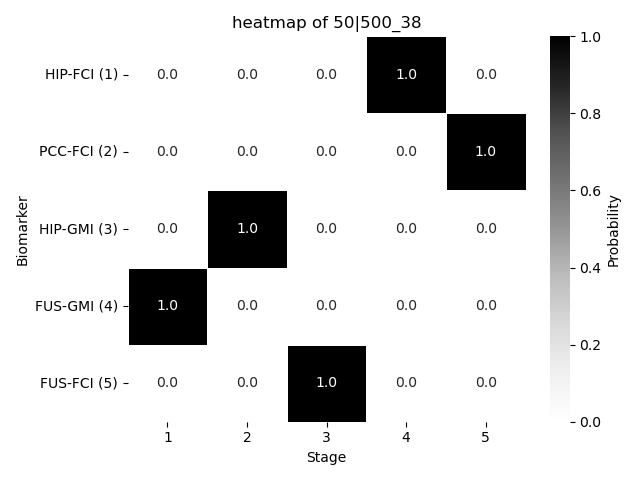 heatmap of 50|500_38
HIP-FCI (1) 0.0 0.0 0.0 1.0 0.0
PCC-FCI (2) 0.0 0.0 0.0 0.0 1.0
HIP-GMI (3) 0.0 1.0 0.0 0.0 0.0
FUS-GMI (4) 1.0 0.0 0.0 0.0 0.0
FUS-FCI (5) 0.0 0.0 1.0 0.0 0.0
1 2 3 4 5
Stage
Biomarker
1.0
0.8
0.6
0.4
0.2
0.0
Probability